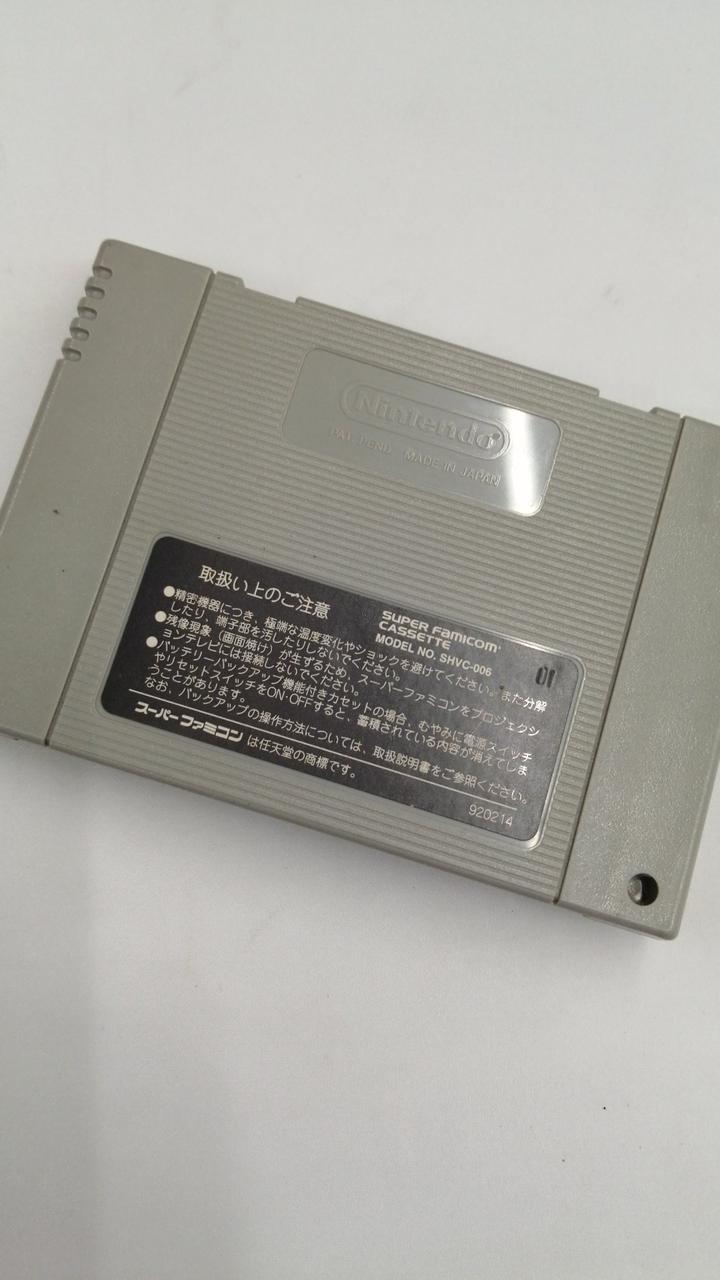 Nintendo
PAT. PEND. MADE IN JAPAN
取扱い上のご注意
SUPER FAMICOM
CASSETTE
MODEL NO. SHVC-006
01
●精密機器につき、極端な温度変化やショックを避けてください。また分解
したり、端子部を汚したりしないでください。
●残像現象（画面焼け）が生ずるため、スーパーファミコンをプロジェクシ
ョンテレビには接続しないでください。
●バッテリーバックアップ機能付きカセットの場合、むやみに電源スイッチ
やリセットスイッチをON・OFFすると、蓄積されている内容が消えてしま
うことがあります。
なお、バックアップの操作方法については、取扱説明書をご参照ください。
スーパーファミコン は任天堂の商標です。
920214